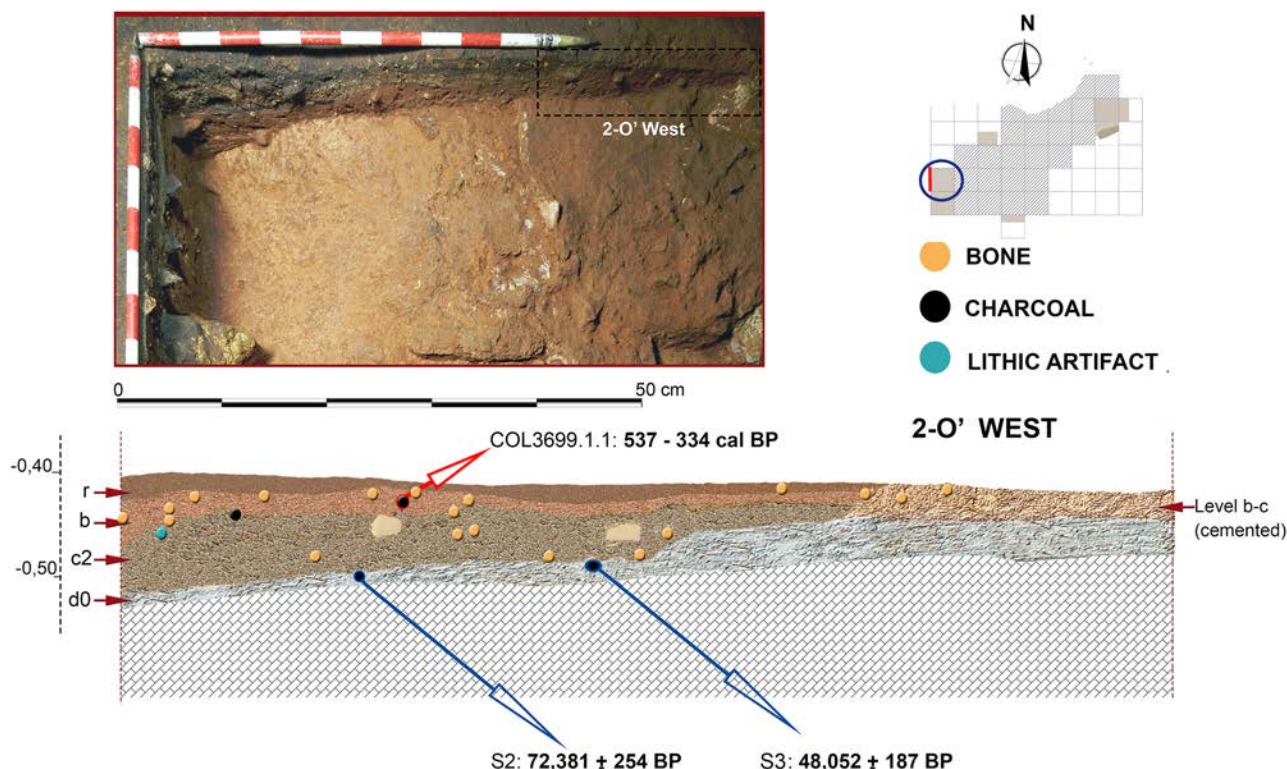 N
2-O' West
BONE
CHARCOAL
LITHIC ARTIFACT
0
50 cm
2-O' WEST
COL3699.1.1: 537 - 334 cal BP
-0,40
r
b
c2
-0,50
d0
Level b-c
(cemented)
S2: 72,381 ± 254 BP
S3: 48,052 ± 187 BP